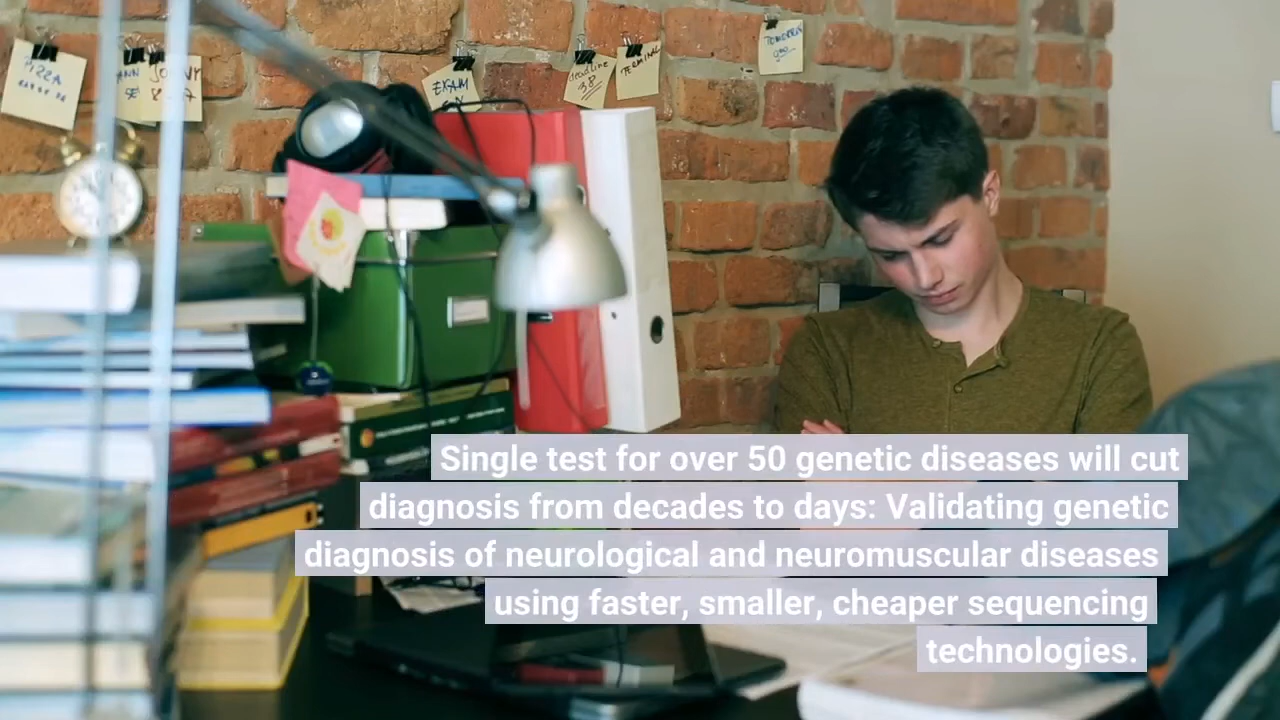 PIZZA
EXAM
deadline
38
TERMINAL
Single test for over 50 genetic diseases will cut
diagnosis from decades to days: Validating genetic
diagnosis of neurological and neuromuscular diseases
using faster, smaller, cheaper sequencing
technologies.